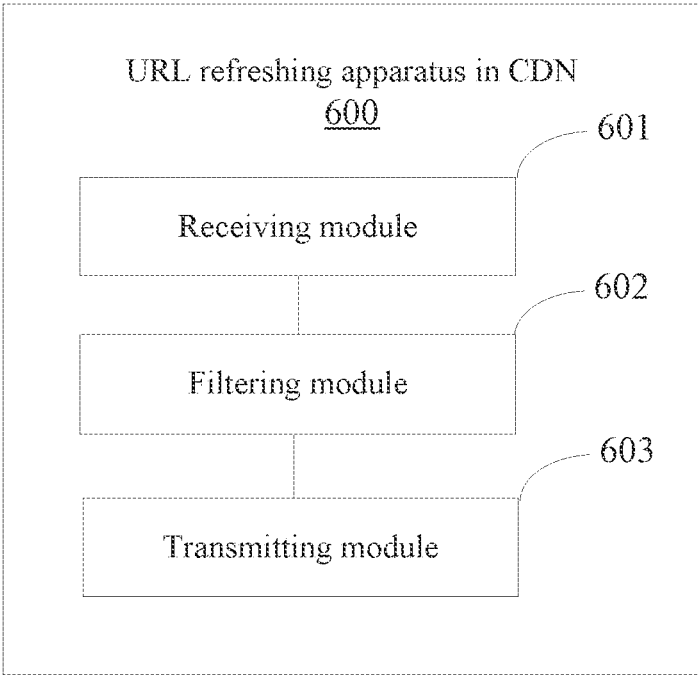 URL refreshing apparatus in CDN
600
601
Receiving module
602
Filtering module
603
Transmitting module